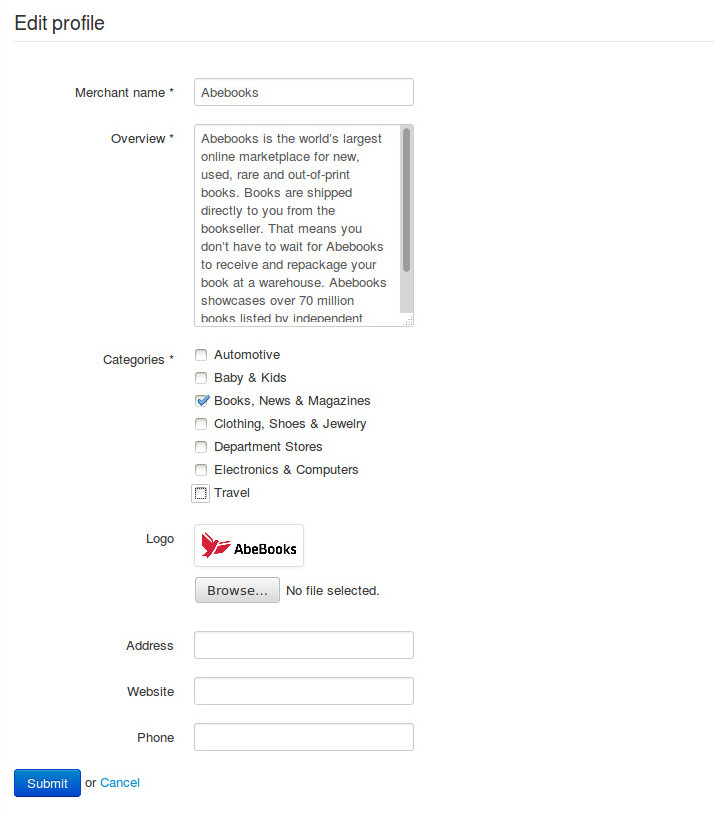 Edit profile
Merchant name *
Abebooks
Overview *
Abebooks is the world's largest
online marketplace for new,
used, rare and out-of-print
books. Books are shipped
directly to you from the
bookseller. That means you
don't have to wait for Abebooks
to receive and repackage your
book at a warehouse. Abebooks
showcases over 70 million
books listed by independent
Categories *
Automotive
Baby & Kids
Books, News & Magazines
Clothing, Shoes & Jewelry
Department Stores
Electronics & Computers
Travel
Logo
AbeBooks
Browse... No file selected.
Address
Website
Phone
Submit or Cancel